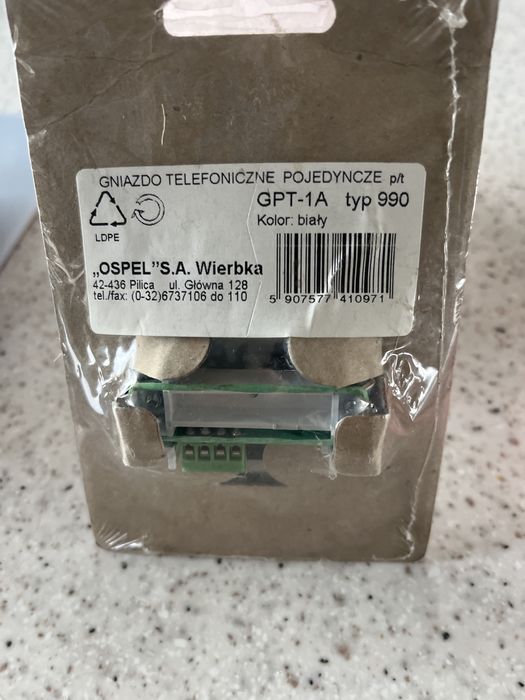 GNIAZDO TELEFONICZNE POJEDYNCZE p/t
GPT-1A typ 990
Kolor: biały
LDPE
„OSPEL”S.A. Wierbka
42-436 Pilica ul. Główna 128
tel./fax: (0-32)6737106 do 110
5 907577 410971